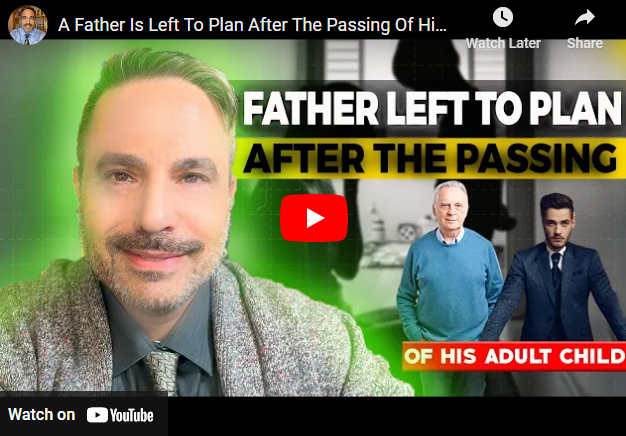 A Father Is Left To Plan After The Passing Of Hi...
Watch Later
Share
FATHER LEFT TO PLAN
AFTER THE PASSING
OF HIS ADULT CHILD
Watch on YouTube